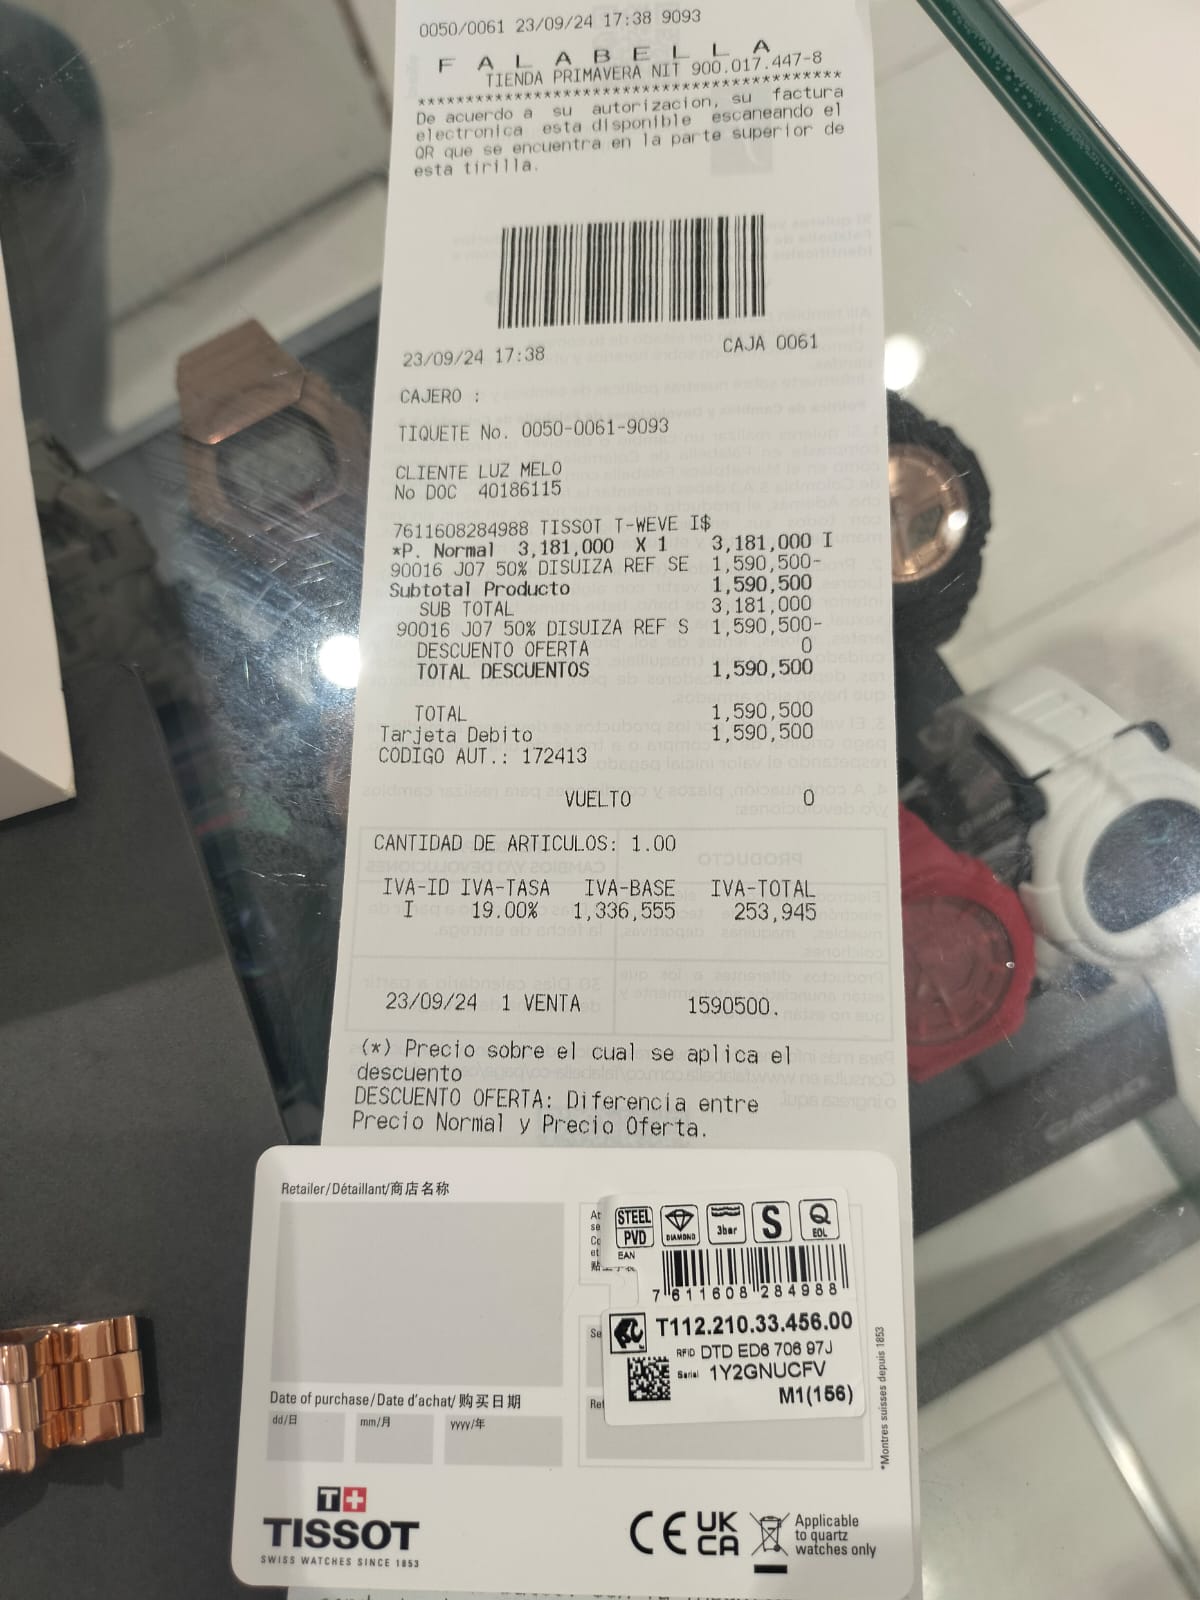 0050/0061 23/09/24 17:38 9093
F A L A B E L L A
TIENDA PRIMAVERA NIT 900.017.447-8
****************************************
De acuerdo a su autorizacion, su factura
electronica esta disponible escaneando el
QR que se encuentra en la parte superior de
esta tirilla.
23/09/24 17:38 CAJA 0061
CAJERO :
TIQUETE No. 0050-0061-9093
CLIENTE LUZ MELO
No DOC 40186115
7611608284988 TISSOT T-WEVE I$
*P. Normal 3,181,000 X 1 3,181,000 I
90016 J07 50% DISUIZA REF SE 1,590,500-
Subtotal Producto 1,590,500
SUB TOTAL 3,181,000
90016 J07 50% DISUIZA REF S 1,590,500-
DESCUENTO OFERTA 0
TOTAL DESCUENTOS 1,590,500
TOTAL 1,590,500
Tarjeta Debito 1,590,500
CODIGO AUT.: 172413
VUELTO 0
CANTIDAD DE ARTICULOS: 1.00
IVA-ID IVA-TASA IVA-BASE IVA-TOTAL
I 19.00% 1,336,555 253,945
23/09/24 1 VENTA 1590500.
(*) Precio sobre el cual se aplica el
descuento
DESCUENTO OFERTA: Diferencia entre
Precio Normal y Precio Oferta.
Retailer/Détaillant/商店名称
STEEL
PVD
DIAMOND
3bar
S
Q
EOL
EAN
7 611608 284988
T112.210.33.456.00
RFID DTD ED6 706 97J
Serial 1Y2GNUCFV
M1(156)
Date of purchase/Date d'achat/购买日期
dd/日 mm/月 yyyy/年
*Montres suisses depuis 1853
T+
TISSOT
SWISS WATCHES SINCE 1853
CE UK
CA
Applicable
to quartz
watches only
CASIO